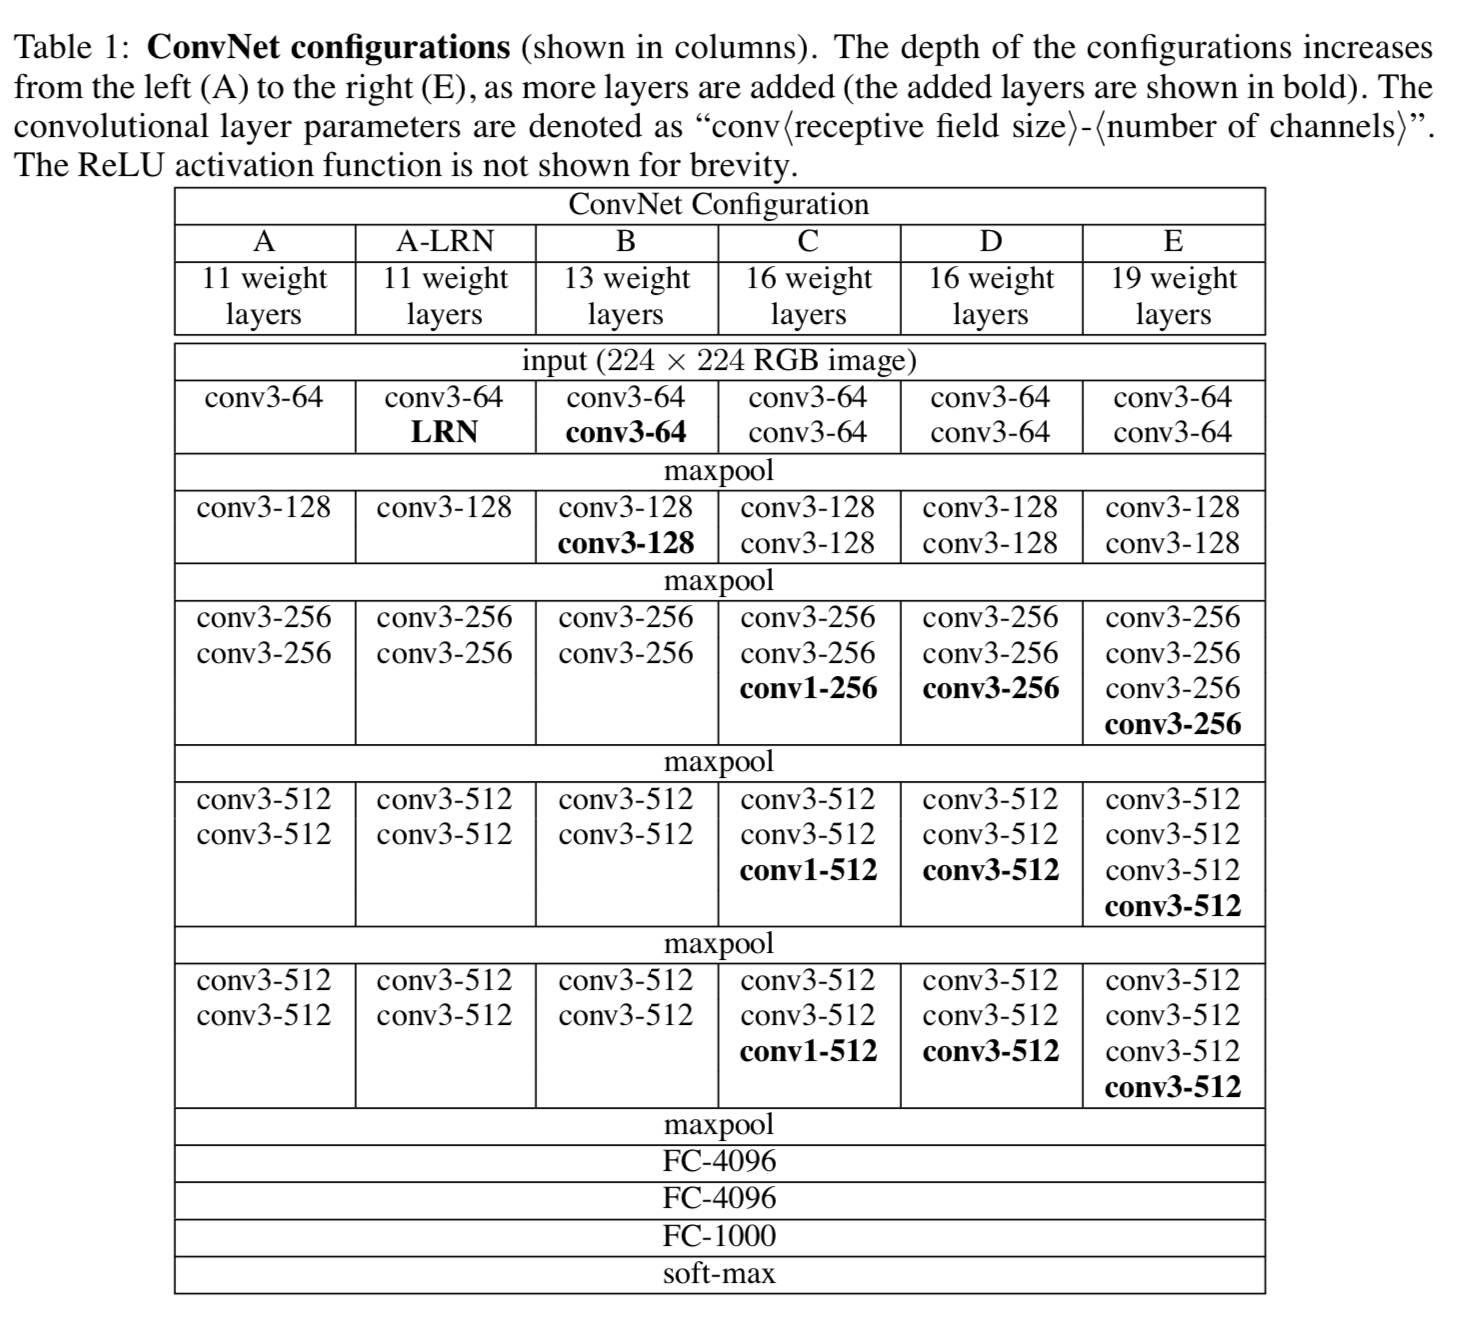 Table 1: ConvNet configurations (shown in columns). The depth of the configurations increases
from the left (A) to the right (E), as more layers are added (the added layers are shown in bold). The
convolutional layer parameters are denoted as “conv⟨receptive field size⟩-⟨number of channels⟩”.
The ReLU activation function is not shown for brevity.
ConvNet Configuration
A A-LRN B C D E
11 weight 11 weight 13 weight 16 weight 16 weight 19 weight
layers layers layers layers layers layers
input (224 × 224 RGB image)
conv3-64 conv3-64 conv3-64 conv3-64 conv3-64 conv3-64
LRN conv3-64 conv3-64 conv3-64 conv3-64
maxpool
conv3-128 conv3-128 conv3-128 conv3-128 conv3-128 conv3-128
conv3-128 conv3-128 conv3-128 conv3-128
maxpool
conv3-256 conv3-256 conv3-256 conv3-256 conv3-256 conv3-256
conv3-256 conv3-256 conv3-256 conv3-256 conv3-256 conv3-256
conv1-256 conv3-256 conv3-256
conv3-256
maxpool
conv3-512 conv3-512 conv3-512 conv3-512 conv3-512 conv3-512
conv3-512 conv3-512 conv3-512 conv3-512 conv3-512 conv3-512
conv1-512 conv3-512 conv3-512
conv3-512
maxpool
conv3-512 conv3-512 conv3-512 conv3-512 conv3-512 conv3-512
conv3-512 conv3-512 conv3-512 conv3-512 conv3-512 conv3-512
conv1-512 conv3-512 conv3-512
conv3-512
maxpool
FC-4096
FC-4096
FC-1000
soft-max